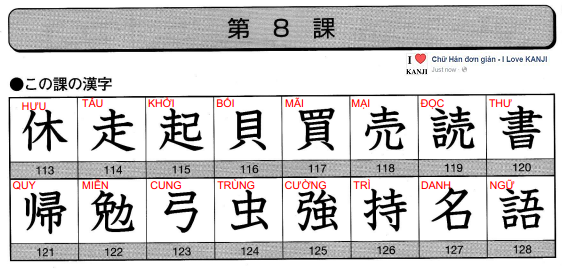 第 8 課
I ❤ KANJI
Chữ Hán đơn giản - I Love KANJI
Just now
●この課の漢字
HƯU TẨU KHỞI BỐI MÃI MẠI ĐỌC THƯ
休 走 起 貝 買 売 読 書
113 114 115 116 117 118 119 120
QUY MIỄN CUNG TRÙNG CƯỜNG TRÌ DANH NGỮ
帰 勉 弓 虫 強 持 名 語
121 122 123 124 125 126 127 128